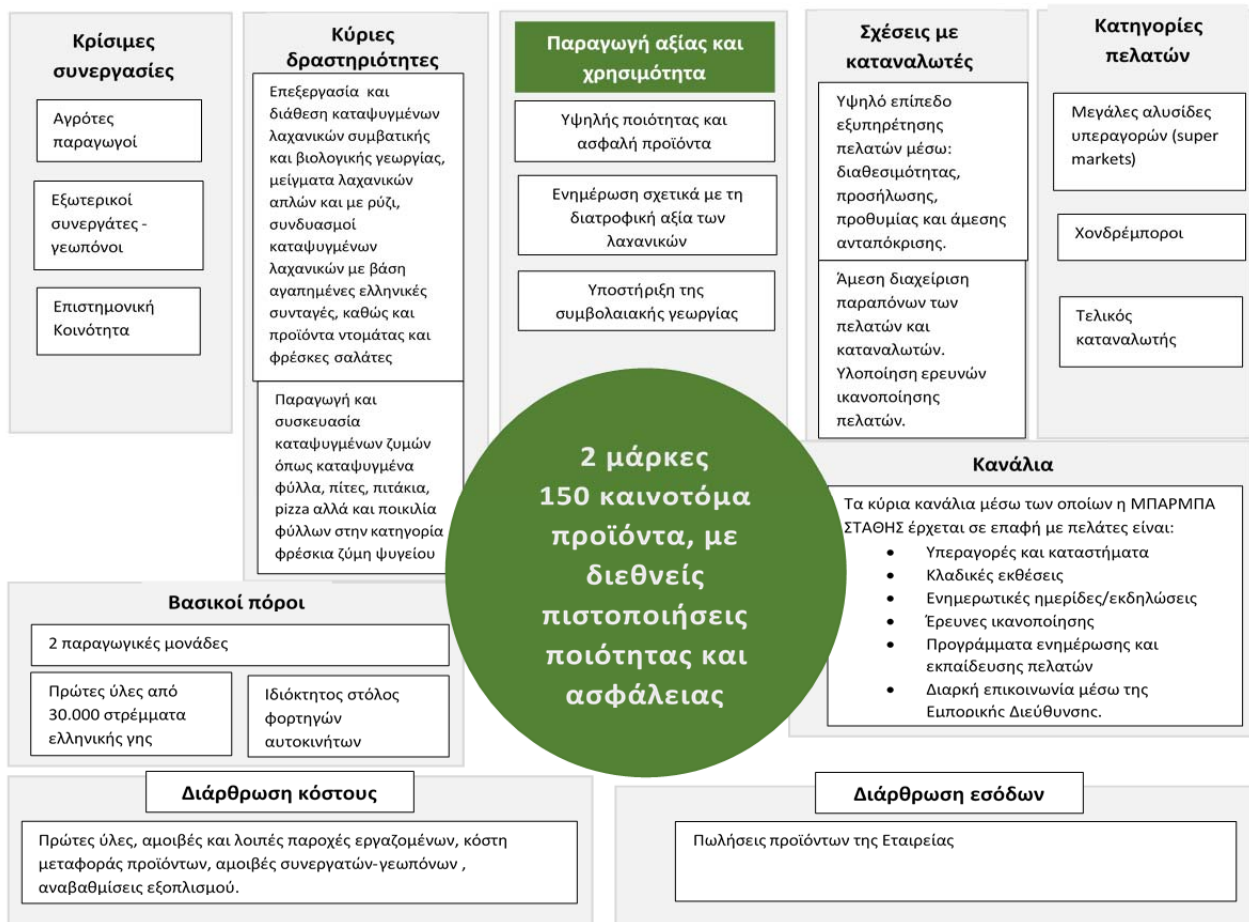 Κρίσιμες
συνεργασίες
Αγρότες
παραγωγοί
Εξωτερικοί
συνεργάτες -
γεωπόνοι
Επιστημονική
Κοινότητα
Κύριες
δραστηριότητες
Επεξεργασία και
διάθεση καταψυγμένων
λαχανικών συμβατικής
και βιολογικής γεωργίας,
μείγματα λαχανικών
απλών και με ρύζι,
συνδυασμοί
καταψυγμένων
λαχανικών με βάση
αγαπημένες ελληνικές
συνταγές, καθώς και
προϊόντα ντομάτας και
φρέσκες σαλάτες
Παραγωγή και
συσκευασία
καταψυγμένων ζυμών
όπως καταψυγμένα
φύλλα, πίτες, πιτάκια,
pizza αλλά και ποικιλία
φύλλων στην κατηγορία
φρέσκια ζύμη ψυγείου
Παραγωγή αξίας και
χρησιμότητα
Υψηλής ποιότητας και
ασφαλή προϊόντα
Ενημέρωση σχετικά με τη
διατροφική αξία των
λαχανικών
Υποστήριξη της
συμβολαιακής γεωργίας
Σχέσεις με
καταναλωτές
Υψηλό επίπεδο
εξυπηρέτησης
πελατών μέσω:
διαθεσιμότητας,
προσήλωσης,
προθυμίας και άμεσης
ανταπόκρισης.
Άμεση διαχείριση
παραπόνων των
πελατών και
καταναλωτών.
Υλοποίηση ερευνών
ικανοποίησης
πελατών.
Κατηγορίες
πελατών
Μεγάλες αλυσίδες
υπεραγορών (super
markets)
Χονδρέμποροι
Τελικός
καταναλωτής
2 μάρκες
150 καινοτόμα
προϊόντα, με
διεθνείς
πιστοποιήσεις
ποιότητας και
ασφάλειας
Κανάλια
Τα κύρια κανάλια μέσω των οποίων η ΜΠΑΡΜΠΑ
ΣΤΑΘΗΣ έρχεται σε επαφή με πελάτες είναι:
• Υπεραγορές και καταστήματα
• Κλαδικές εκθέσεις
• Ενημερωτικές ημερίδες/εκδηλώσεις
• Έρευνες ικανοποίησης
• Προγράμματα ενημέρωσης και
εκπαίδευσης πελατών
• Διαρκή επικοινωνία μέσω της
Εμπορικής Διεύθυνσης.
Βασικοί πόροι
2 παραγωγικές μονάδες
Πρώτες ύλες από
30.000 στρέμματα
ελληνικής γης
Ιδιόκτητος στόλος
φορτηγών
αυτοκινήτων
Διάρθρωση κόστους
Πρώτες ύλες, αμοιβές και λοιπές παροχές εργαζομένων, κόστη
μεταφοράς προϊόντων, αμοιβές συνεργατών-γεωπόνων ,
αναβαθμίσεις εξοπλισμού.
Διάρθρωση εσόδων
Πωλήσεις προϊόντων της Εταιρείας